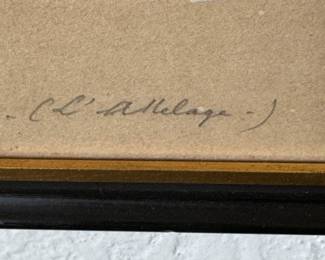 - (L'Attelage -)